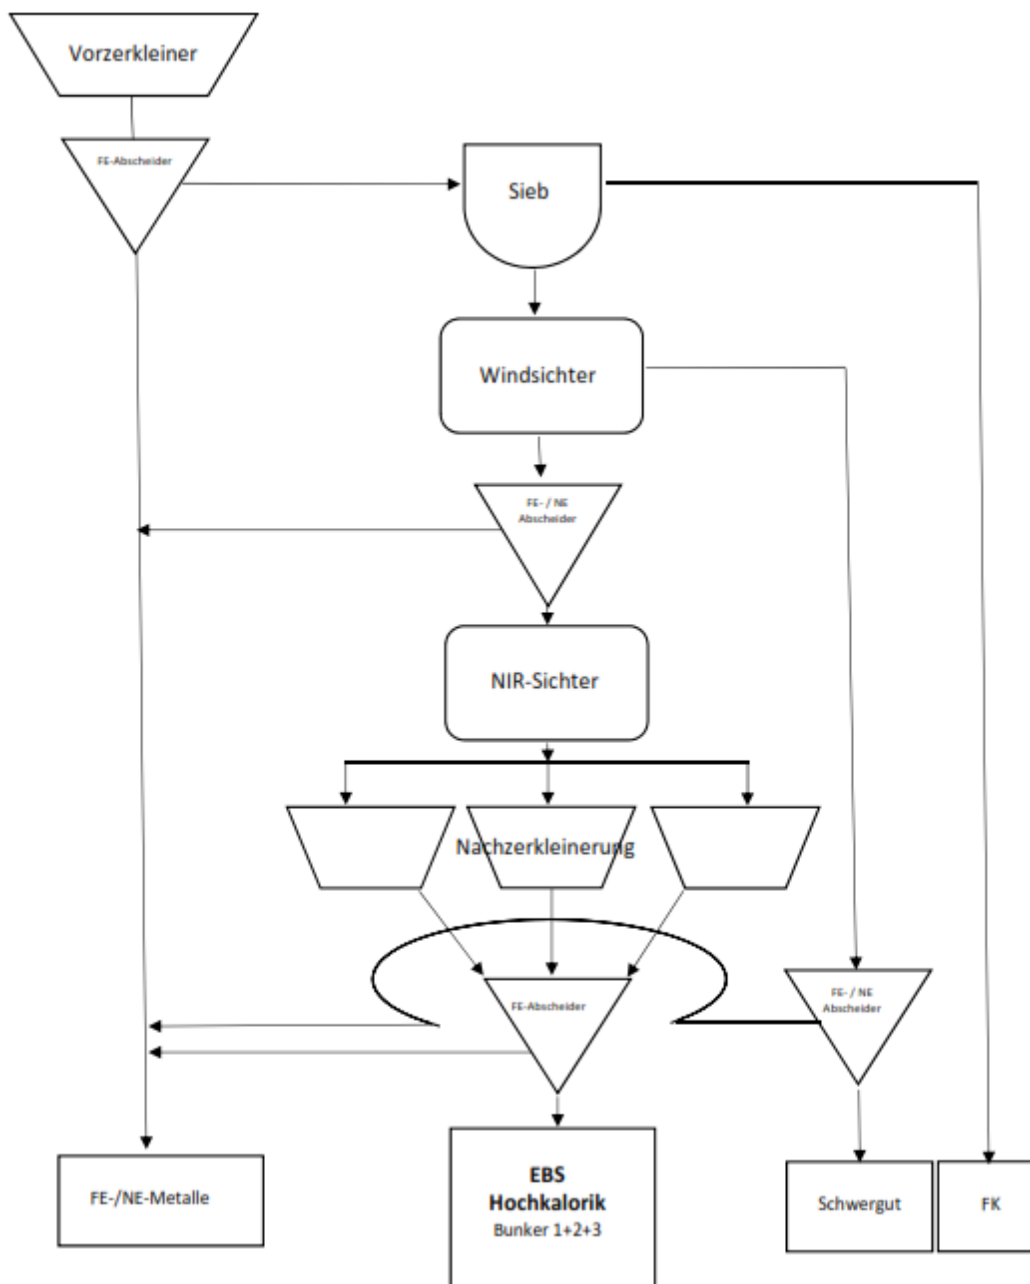 Vorzerkleiner
FE-Abscheider
Sieb
Windsichter
FE- / NE
Abscheider
NIR-Sichter
Nachzerkleinerung
FE-Abscheider
FE- / NE
Abscheider
FE-/NE-Metalle
EBS
Hochkalorik
Bunker 1+2+3
Schwergut
FK